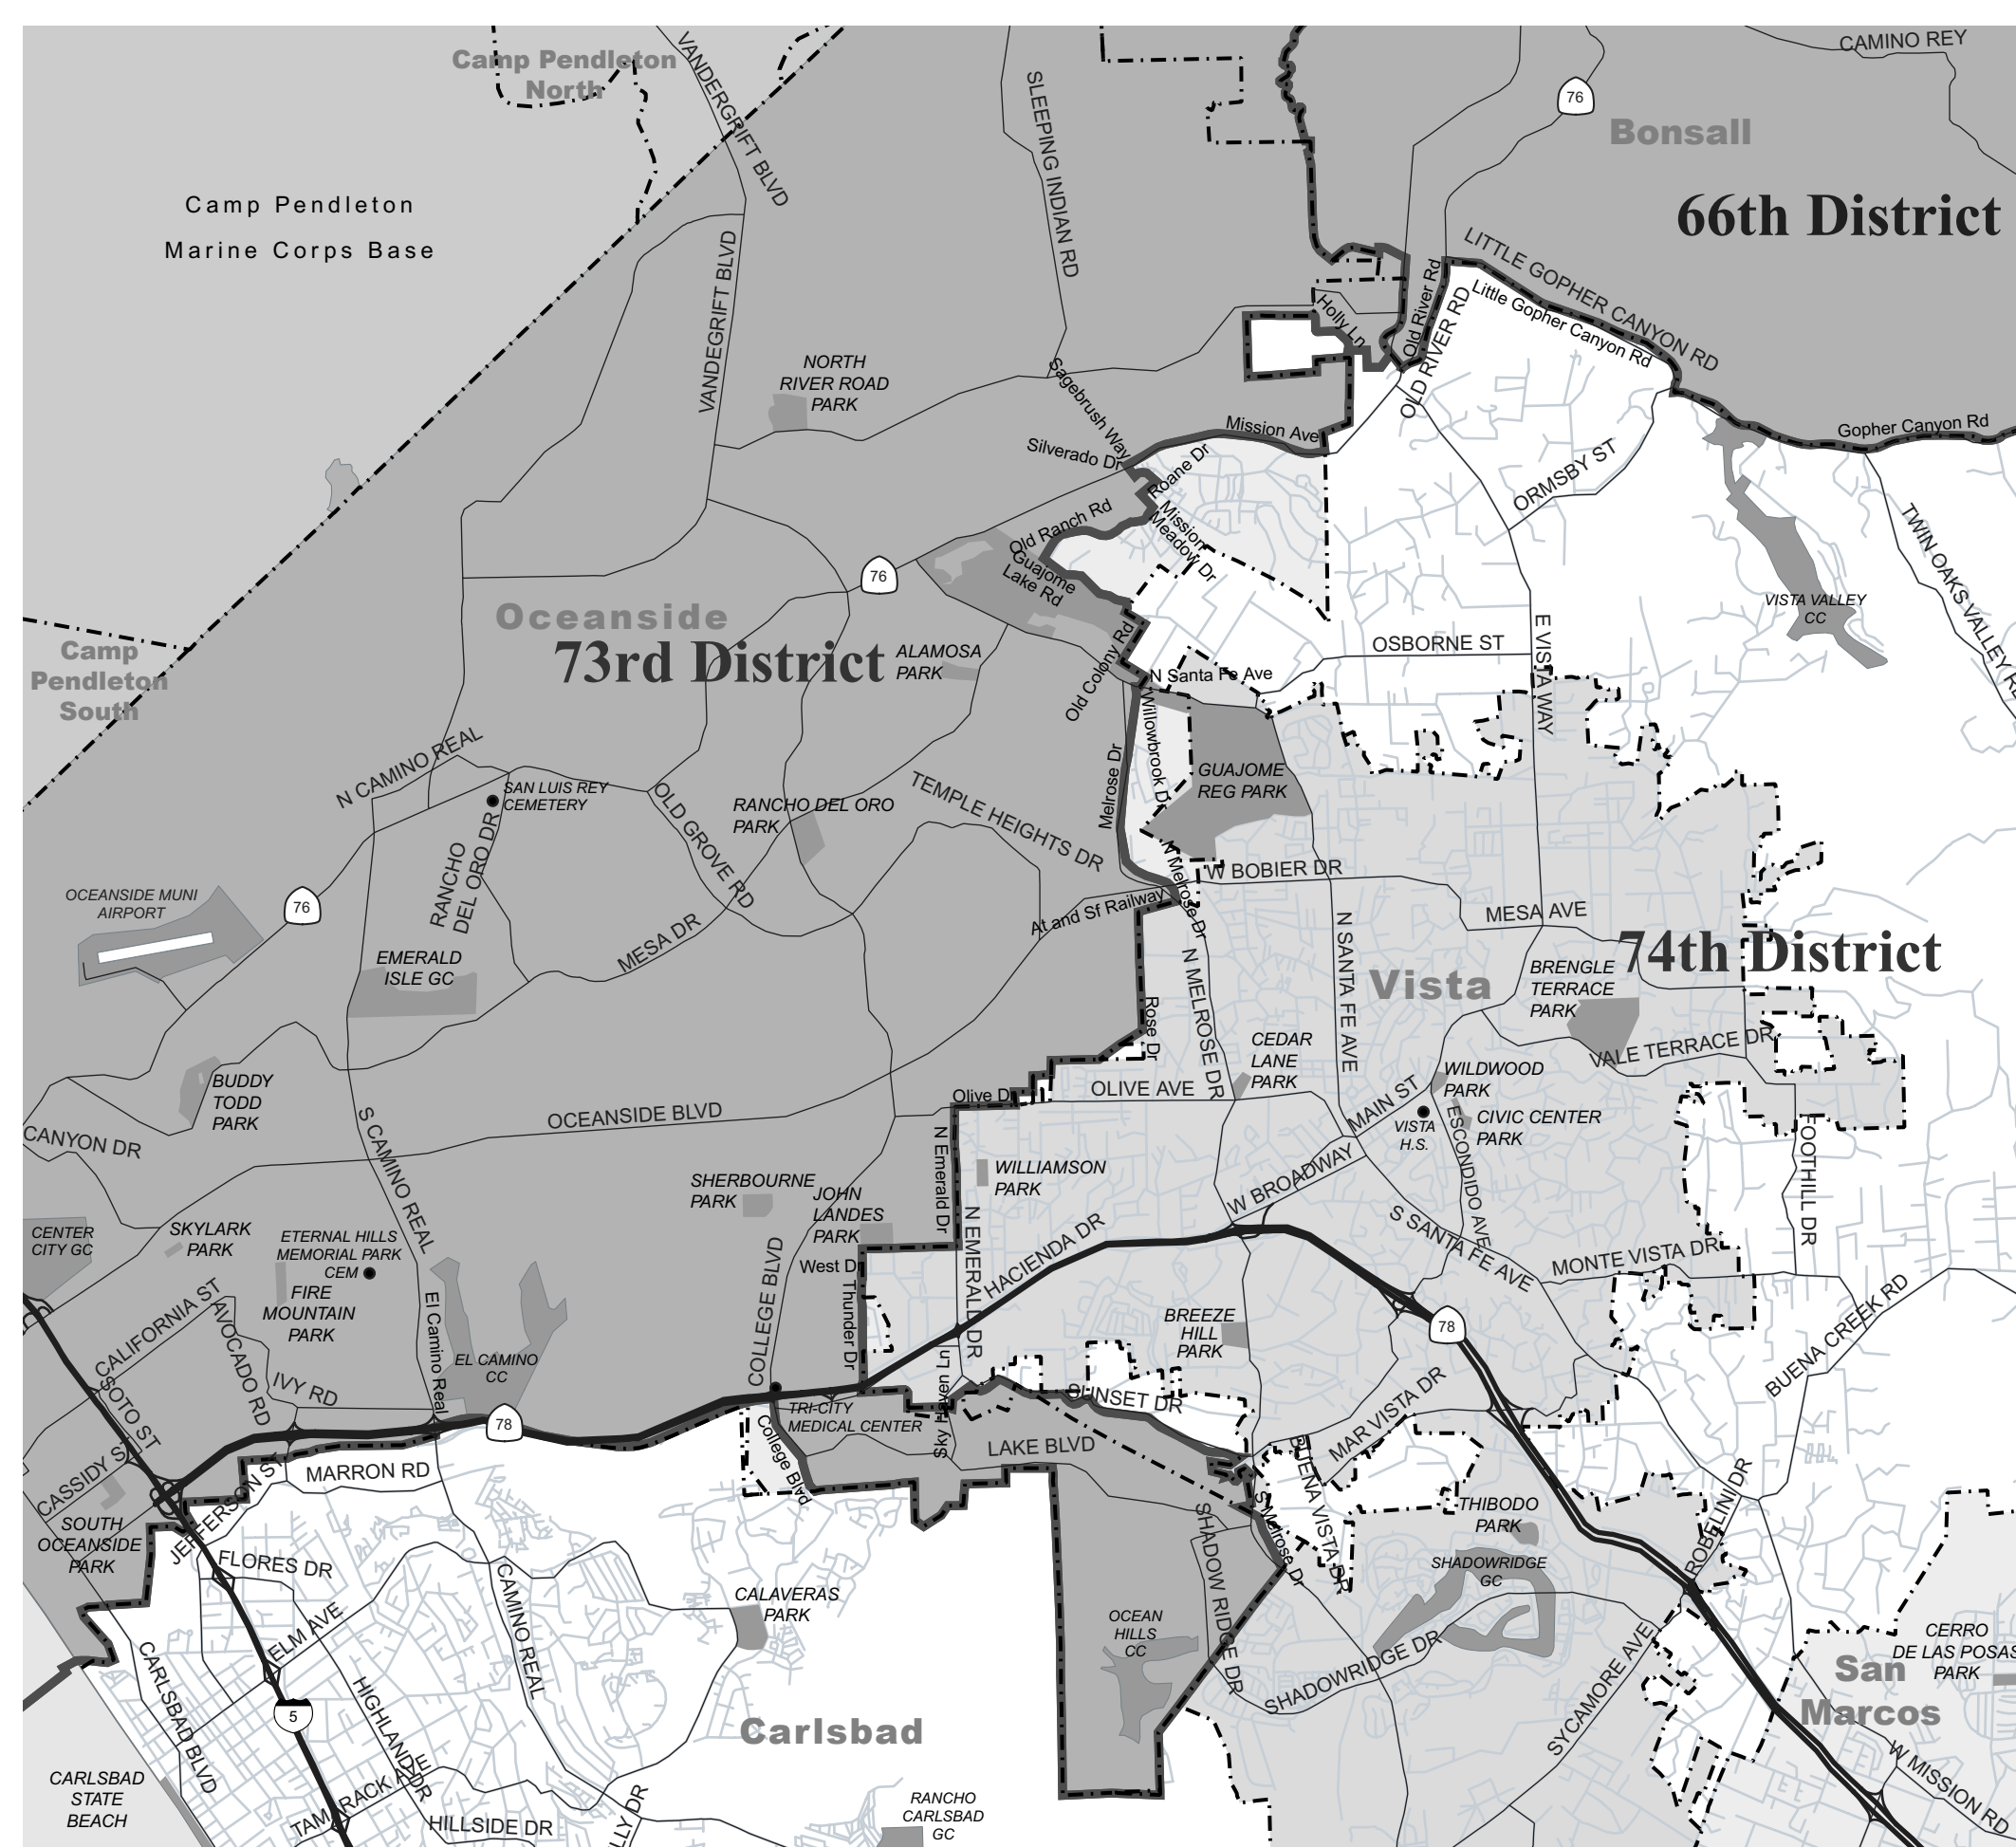 Camp Pendleton
North
VANDERGRIFT BLVD
SLEEPING INDIAN RD
CAMINO REY
76
Bonsall
Camp Pendleton
Marine Corps Base
66th District
VANDEGRIFT BLVD
LITTLE GOPHER CANYON RD
Little Gopher Canyon Rd
Old River Rd
OLD RIVER RD
Holly Ln
NORTH
RIVER ROAD
PARK
Sagebrush Way
Mission Ave
Gopher Canyon Rd
Silverado Dr
Roane Dr
ORMSBY ST
Mission
Meadow Dr
Old Ranch Rd
Guajome
Lake Rd
TWIN OAKS VALLEY RD
76
VISTA VALLEY
CC
Oceanside
73rd District
ALAMOSA
PARK
Camp
Pendleton
South
Old Colony Rd
N Santa Fe Ave
OSBORNE ST
E VISTA WAY
Willowbrook Dr
Melrose Dr
GUAJOME
REG PARK
N CAMINO REAL
SAN LUIS REY
CEMETERY
RANCHO
DEL ORO DR
OLD GROVE RD
RANCHO DEL ORO
PARK
TEMPLE HEIGHTS DR
N Melrose Dr
W BOBIER DR
At and Sf Railway
MESA AVE
OCEANSIDE MUNI
AIRPORT
76
EMERALD
ISLE GC
MESA DR
N MELROSE DR
N SANTA FE AVE
Vista
74th District
BRENGLE
TERRACE
PARK
Rose Dr
VALE TERRACE DR
CEDAR
LANE
PARK
WILDWOOD
PARK
BUDDY
TODD
PARK
OCEANSIDE BLVD
Olive Dr
OLIVE AVE
MAIN ST
VISTA
H.S.
CIVIC CENTER
PARK
ESCONDIDO AVE
FOOTHILL DR
CANYON DR
S CAMINO REAL
N Emerald Dr
WILLIAMSON
PARK
W BROADWAY
SHERBOURNE
PARK
JOHN
LANDES
PARK
CENTER
CITY GC
SKYLARK
PARK
ETERNAL HILLS
MEMORIAL PARK
CEM
FIRE
MOUNTAIN
PARK
N EMERALD DR
HACIENDA DR
S SANTA FE AVE
MONTE VISTA DR
BUENA CREEK RD
COLLEGE BLVD
West Dr
Thunder Dr
CALIFORNIA ST
AVOCADO RD
El Camino Real
EL CAMINO
CC
BREEZE
HILL
PARK
78
SOTO ST
IVY RD
78
TRI-CITY
MEDICAL CENTER
Sky Haven Ln
SUNSET DR
MAR VISTA DR
LAKE BLVD
College Blvd
BUENA VISTA DR
CASSIDY ST
MARRON RD
JEFFERSON ST
SOUTH
OCEANSIDE
PARK
FLORES DR
SHADOW RIDGE DR
S Melrose Dr
THIBODO
PARK
SHADOWRIDGE
GC
ROBELINI DR
CALAVERAS
PARK
OCEAN
HILLS
CC
ELM AVE
CAMINO REAL
CARLSBAD BLVD
HIGHLAND DR
SHADOWRIDGE DR
SYCAMORE AVE
CERRO
DE LAS POSAS
PARK
San
Marcos
5
Carlsbad
W MISSION RD
CARLSBAD
STATE
BEACH
TAMARACK AVE
HILLSIDE DR
RANCHO
CARLSBAD
GC